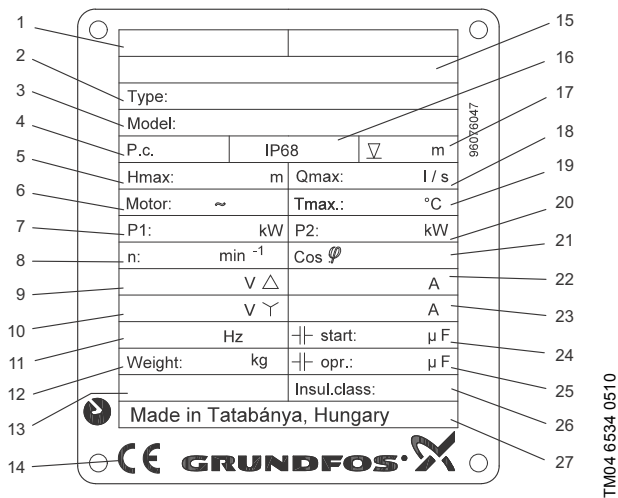 1
15
2
16
Type:
3
17
Model:
4
P.c. IP68 m
18
96076047
5
Hmax: m Qmax: l / s
19
6
Motor: ~ Tmax.: °C
20
7
P1: kW P2: kW
21
8
n: min -1 Cos φ
22
9
V △ A
23
10
V Y A
24
11
Hz start: µ F
25
12
Weight: kg opr.: µ F
26
13
Insul.class:
Made in Tatabánya, Hungary
27
14
CE GRUNDFOS
TM04 6534 0510